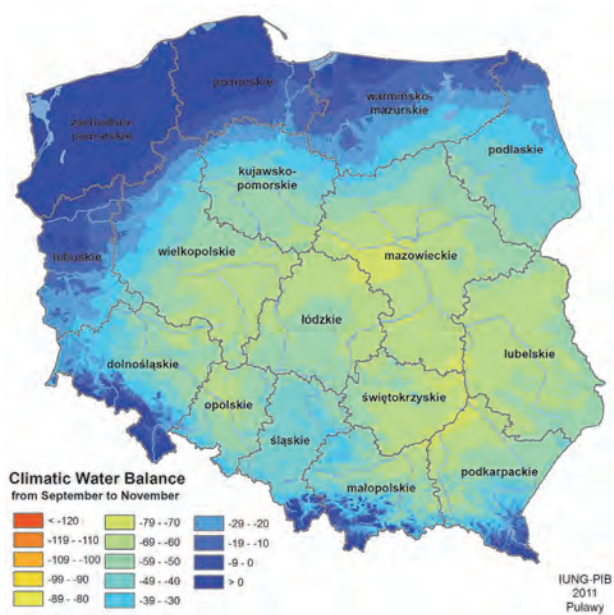 pomorskie
zachodnio-
pomorskie
warmińsko-
mazurskie
podlaskie
kujawsko-
pomorskie
lubuskie
wielkopolskie
mazowieckie
łódzkie
lubelskie
dolnośląskie
opolskie
świętokrzyskie
śląskie
podkarpackie
małopolskie
Climatic Water Balance
from September to November
< -120
-119 - -110
-109 - -100
-99 - -90
-89 - -80
-79 - -70
-69 - -60
-59 - -50
-49 - -40
-39 - -30
-29 - -20
-19 - -10
-9 - 0
> 0
IUNG-PIB
2011
Puławy